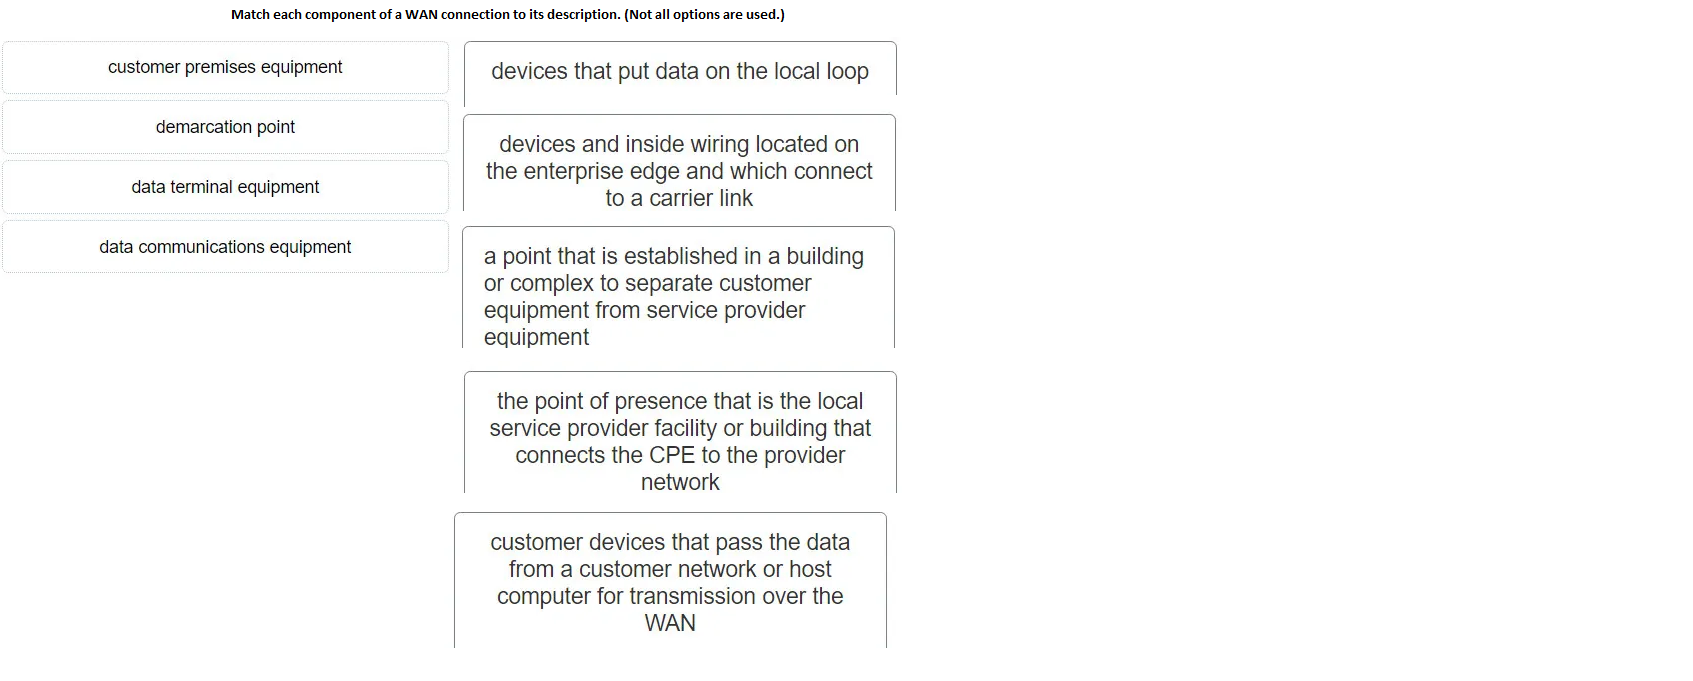 Match each component of a WAN connection to its description. (Not all options are used.)
customer premises equipment
demarcation point
data terminal equipment
data communications equipment
devices that put data on the local loop
devices and inside wiring located on
the enterprise edge and which connect
to a carrier link
a point that is established in a building
or complex to separate customer
equipment from service provider
equipment
the point of presence that is the local
service provider facility or building that
connects the CPE to the provider
network
customer devices that pass the data
from a customer network or host
computer for transmission over the
WAN